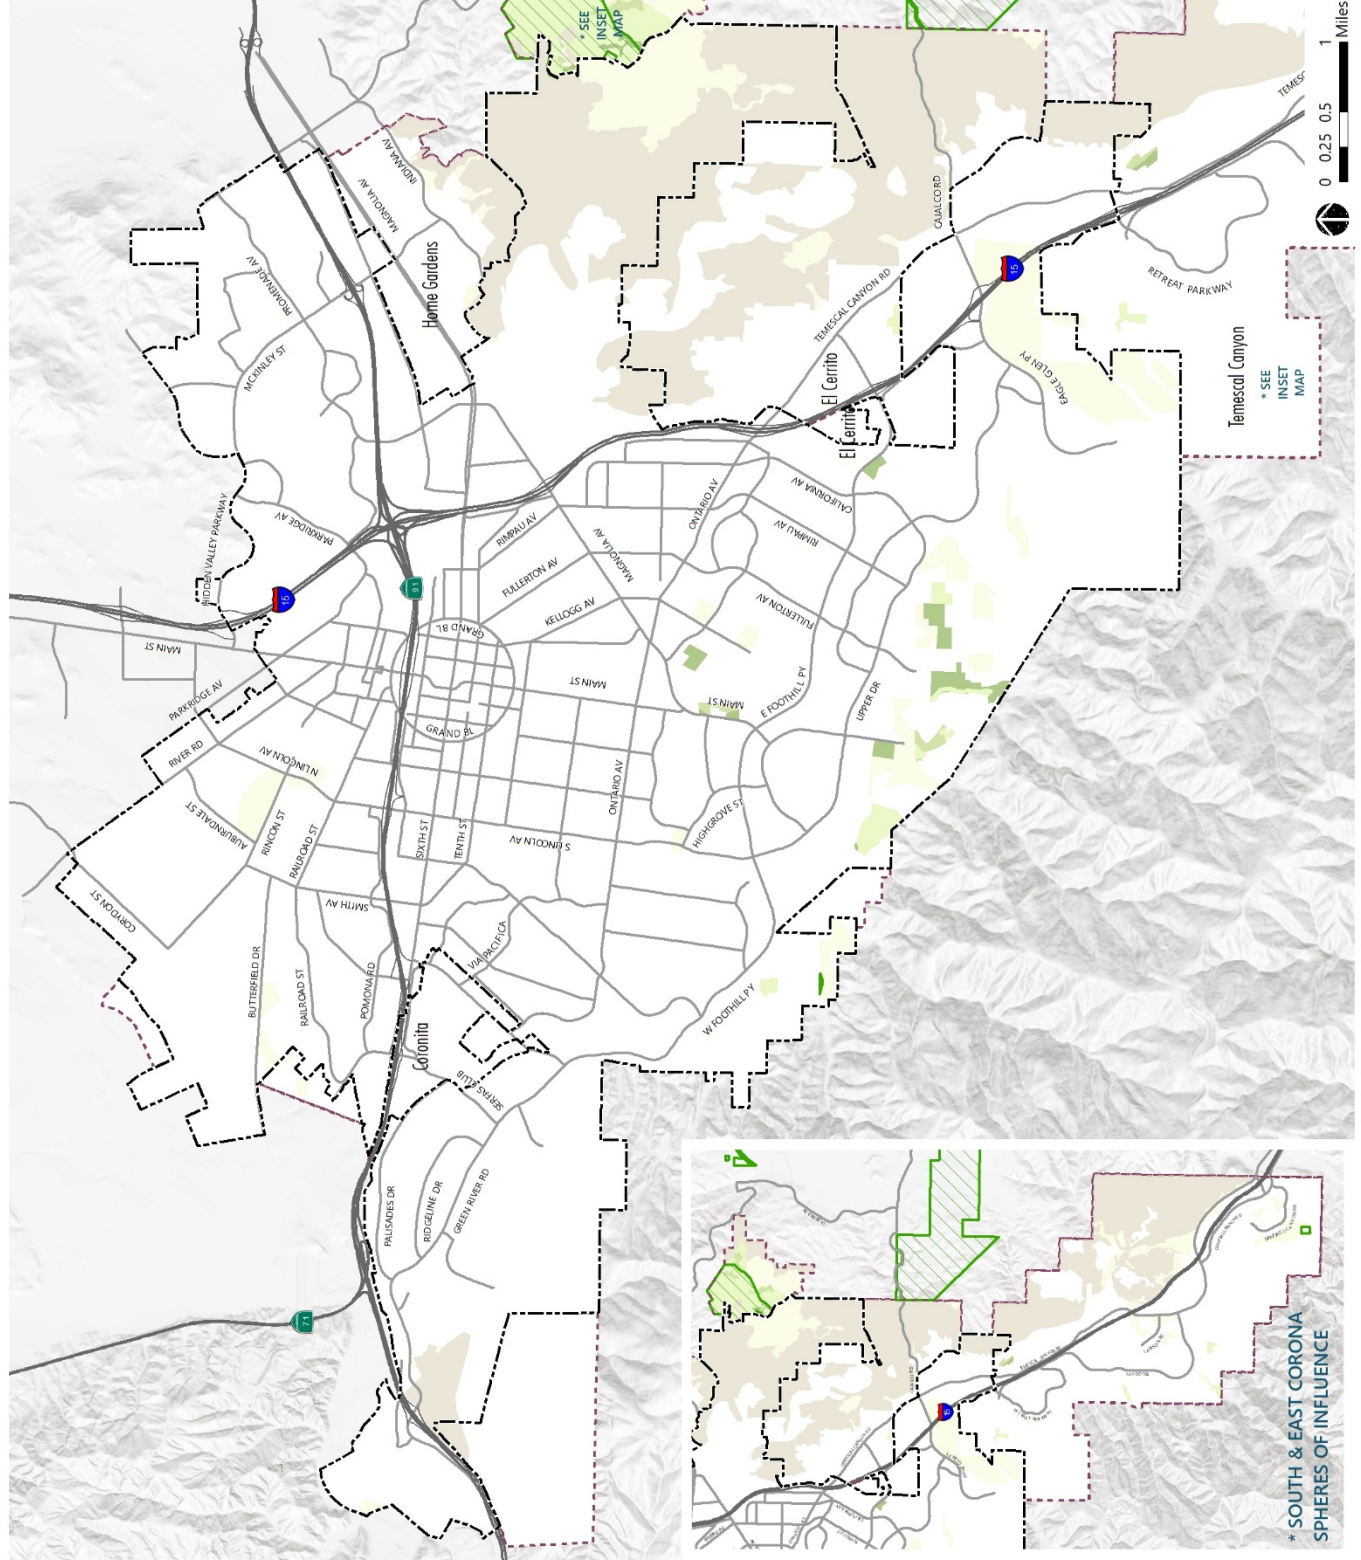 * SEE
INSET
MAP
0 0.25 0.5 1
Miles
INDIANA AV
MAGNOLIA AV
PROMENADE AV
Home Gardens
MCKINLEY ST
CAJALCO RD
TEMESCAL CANYON RD
15
RETREAT PARKWAY
EAGLE GLEN PY
Temescal Canyon
* SEE
INSET
MAP
El Cerrito
El Cerrito
HIDDEN VALLEY PARKWAY
PARKRIDGE AV
15
91
RIMPAU AV
FULLERTON AV
KELLOGG AV
MAGNOLIA AV
ONTARIO AV
CALIFORNIA AV
RIMPAU AV
FULLERTON AV
GRAND BL
MAIN ST
PARKRIDGE AV
RIVER RD
N LINCOLN AV
GRAND BL
MAIN ST
MAIN ST
E FOOTHILL PY
UPPER DR
AUBURNDALE ST
RINCON ST
RAILROAD ST
SIXTH ST
TENTH ST
S LINCOLN AV
ONTARIO AV
HIGHGROVE ST
CORYDON ST
SMITH AV
BUTTERFIELD DR
RAILROAD ST
POMONA RD
VIA PACIFICA
W FOOTHILL PY
Coronita
SERFAS CLUB
PALISADES DR
RIDGELINE DR
GREEN RIVER RD
71
15
* SOUTH & EAST CORONA
SPHERES OF INFLUENCE